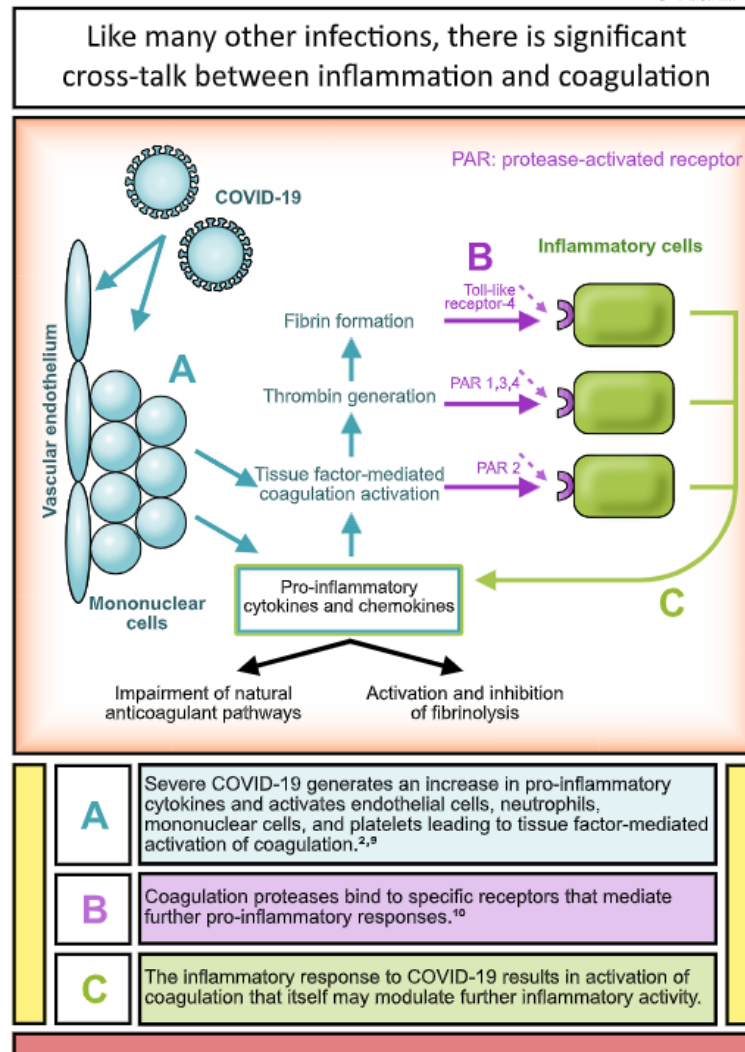 Like many other infections, there is significant
cross-talk between inflammation and coagulation
PAR: protease-activated receptor
COVID-19
B
Inflammatory cells
Toll-like
receptor-4
Fibrin formation
A
Vascular endothelium
PAR 1,3,4
Thrombin generation
PAR 2
Tissue factor-mediated
coagulation activation
Pro-inflammatory
cytokines and chemokines
C
Mononuclear
cells
Impairment of natural
anticoagulant pathways
Activation and inhibition
of fibrinolysis
A
Severe COVID-19 generates an increase in pro-inflammatory
cytokines and activates endothelial cells, neutrophils,
mononuclear cells, and platelets leading to tissue factor-mediated
activation of coagulation.²,⁹
B
Coagulation proteases bind to specific receptors that mediate
further pro-inflammatory responses.¹⁰
C
The inflammatory response to COVID-19 results in activation of
coagulation that itself may modulate further inflammatory activity.